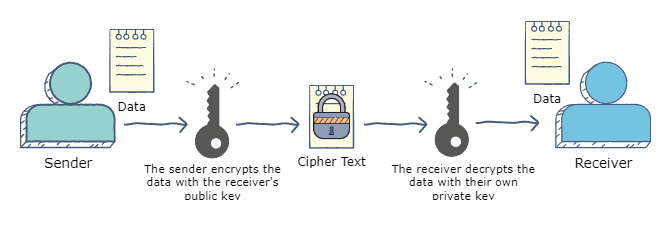 Data
Sender
The sender encrypts the
data with the receiver's
public key
Cipher Text
The receiver decrypts the
data with their own
private key
Data
Receiver